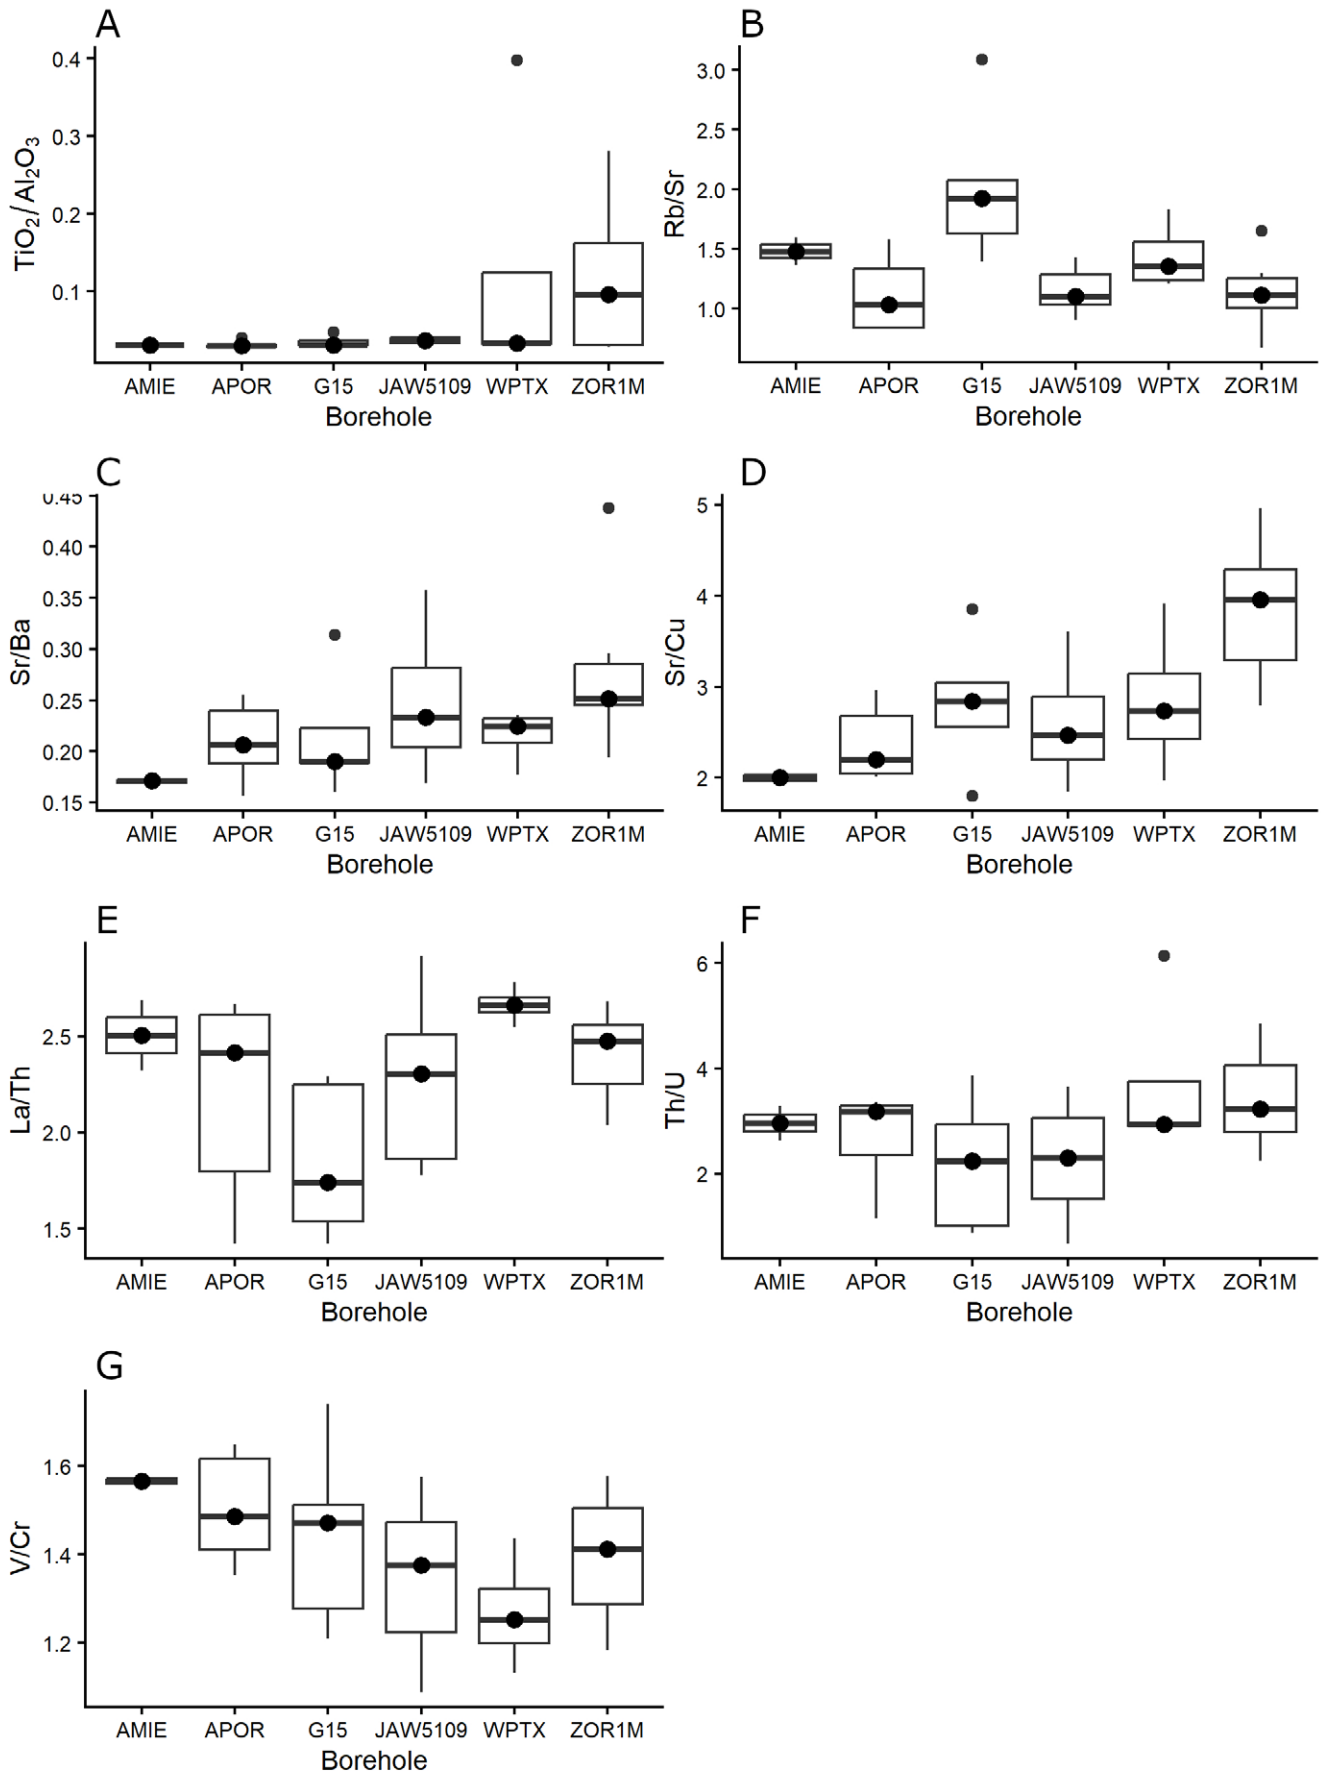 A
TiO2/Al2O3
0.4
0.3
0.2
0.1
AMIE APOR G15 JAW5109 WPTX ZOR1M
Borehole
B
Rb/Sr
3.0
2.5
2.0
1.5
1.0
AMIE APOR G15 JAW5109 WPTX ZOR1M
Borehole
C
Sr/Ba
0.45
0.40
0.35
0.30
0.25
0.20
0.15
AMIE APOR G15 JAW5109 WPTX ZOR1M
Borehole
D
Sr/Cu
5
4
3
2
AMIE APOR G15 JAW5109 WPTX ZOR1M
Borehole
E
La/Th
2.5
2.0
1.5
AMIE APOR G15 JAW5109 WPTX ZOR1M
Borehole
F
Th/U
6
4
2
AMIE APOR G15 JAW5109 WPTX ZOR1M
Borehole
G
V/Cr
1.6
1.4
1.2
AMIE APOR G15 JAW5109 WPTX ZOR1M
Borehole